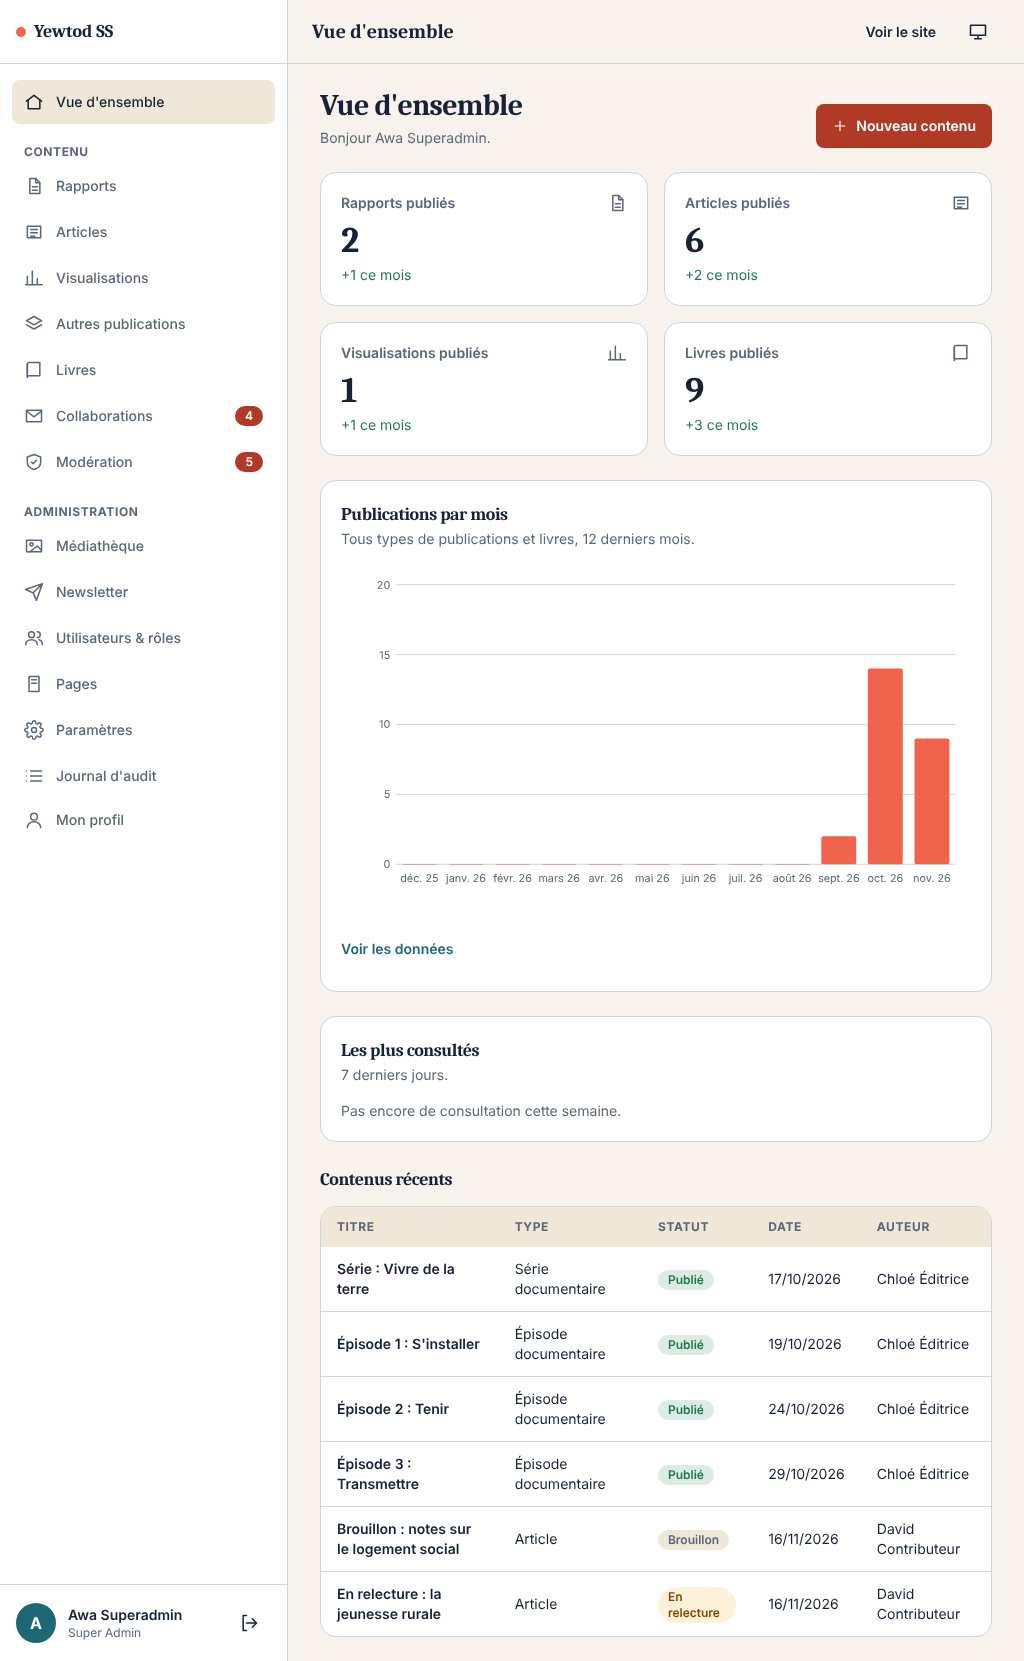 Yewtod SS
Vue d'ensemble
CONTENU
Rapports
Articles
Visualisations
Autres publications
Livres
Collaborations 4
Modération 5
ADMINISTRATION
Médiathèque
Newsletter
Utilisateurs & rôles
Pages
Paramètres
Journal d'audit
Mon profil
A
Awa Superadmin
Super Admin
Vue d'ensemble
Voir le site
Vue d'ensemble
Bonjour Awa Superadmin.
Nouveau contenu
Rapports publiés
2
+1 ce mois
Articles publiés
6
+2 ce mois
Visualisations publiés
1
+1 ce mois
Livres publiés
9
+3 ce mois
Publications par mois
Tous types de publications et livres, 12 derniers mois.
20
15
10
5
0
déc. 25 janv. 26 févr. 26 mars 26 avr. 26 mai 26 juin 26 juil. 26 août 26 sept. 26 oct. 26 nov. 26
Voir les données
Les plus consultés
7 derniers jours.
Pas encore de consultation cette semaine.
Contenus récents
TITRE TYPE STATUT DATE AUTEUR
Série : Vivre de la
terre
Série
documentaire
Publié
17/10/2026
Chloé Éditrice
Épisode 1 : S'installer
Épisode
documentaire
Publié
19/10/2026
Chloé Éditrice
Épisode 2 : Tenir
Épisode
documentaire
Publié
24/10/2026
Chloé Éditrice
Épisode 3 :
Transmettre
Épisode
documentaire
Publié
29/10/2026
Chloé Éditrice
Brouillon : notes sur
le logement social
Article
Brouillon
16/11/2026
David
Contributeur
En relecture : la
jeunesse rurale
Article
En
relecture
16/11/2026
David
Contributeur